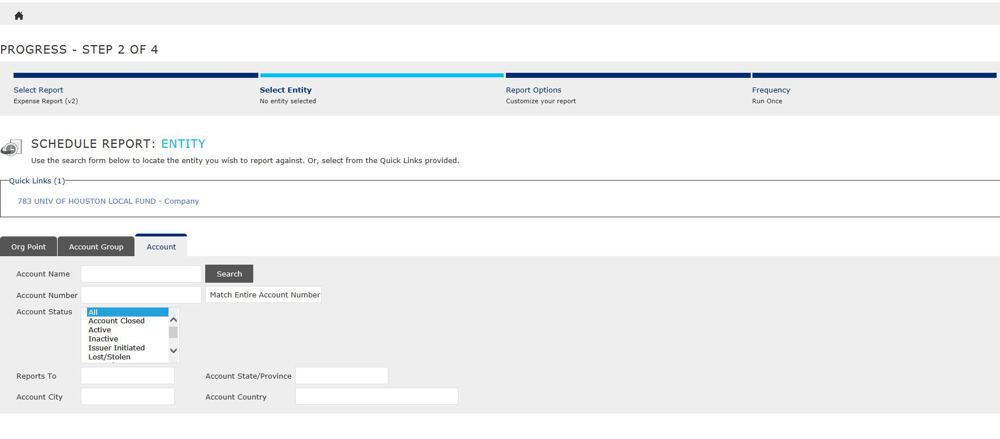 PROGRESS - STEP 2 OF 4
Select Report
Expense Report (v2)
Select Entity
No entity selected
Report Options
Customize your report
Frequency
Run Once
SCHEDULE REPORT: ENTITY
Use the search form below to locate the entity you wish to report against. Or, select from the Quick Links provided.
Quick Links (1)
783 UNIV OF HOUSTON LOCAL FUND - Company
Org Point
Account Group
Account
Account Name
Search
Account Number
Match Entire Account Number
Account Status
All
Account Closed
Active
Inactive
Issuer Initiated
Lost/Stolen
Reports To
Account State/Province
Account City
Account Country